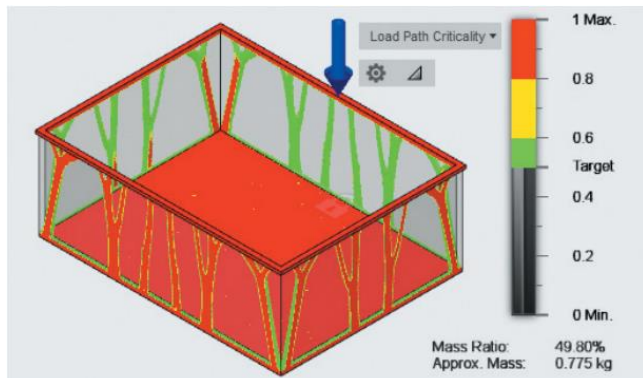 Load Path Criticality
1 Max.
0.8
0.6
Target
0.4
0.2
0 Min.
Mass Ratio: 49.80%
Approx. Mass: 0.775 kg